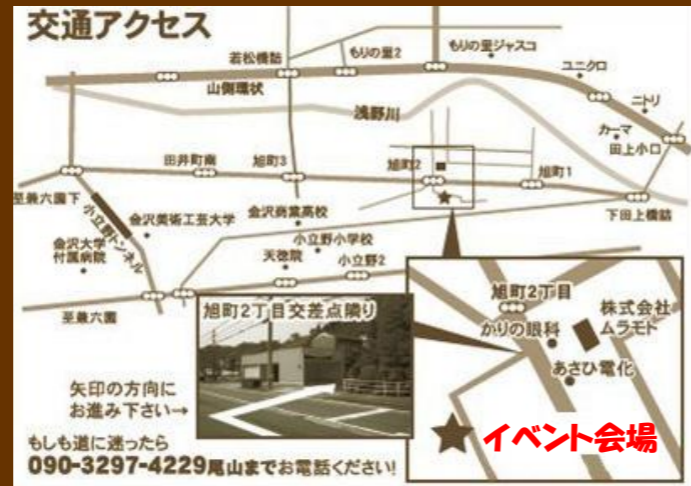 交通アクセス
若松橋詰
もりの里2
もりの里ジャスコ
ユニクロ
山側環状
ニトリ
浅野川
カーマ
田上小口
田井町南
旭町3
旭町2
旭町1
至兼六園下
小立野トンネル
金沢美術工芸大学
金沢商業高校
下田上橋詰
金沢大学
付属病院
小立野小学校
天徳院
小立野2
至兼六園
旭町2丁目交差点隣り
旭町2丁目
かりの眼科
株式会社
ムラモト
あさひ電化
矢印の方向に
お進み下さい→
イベント会場
もしも道に迷ったら
090-3297-4229尾山までお電話ください!